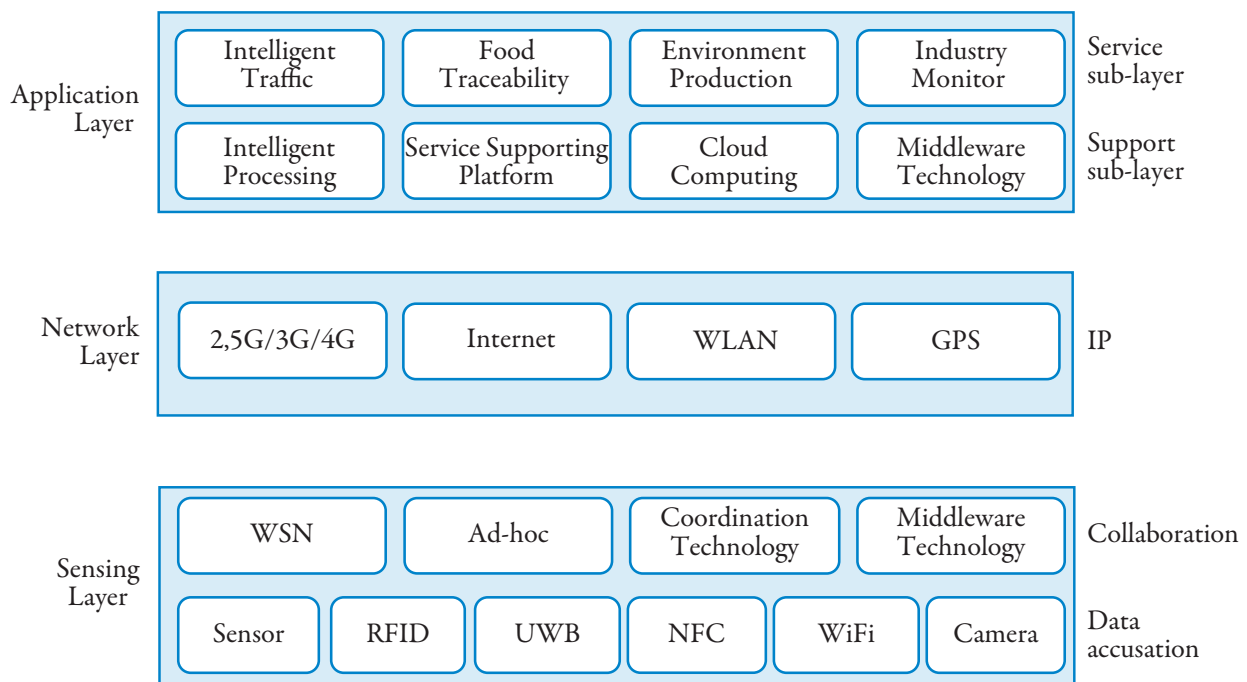 Application
Layer
Intelligent
Traffic
Food
Traceability
Environment
Production
Industry
Monitor
Service
sub-layer
Intelligent
Processing
Service Supporting
Platform
Cloud
Computing
Middleware
Technology
Support
sub-layer
Network
Layer
2,5G/3G/4G
Internet
WLAN
GPS
IP
Sensing
Layer
WSN
Ad-hoc
Coordination
Technology
Middleware
Technology
Collaboration
Sensor
RFID
UWB
NFC
WiFi
Camera
Data
accusation